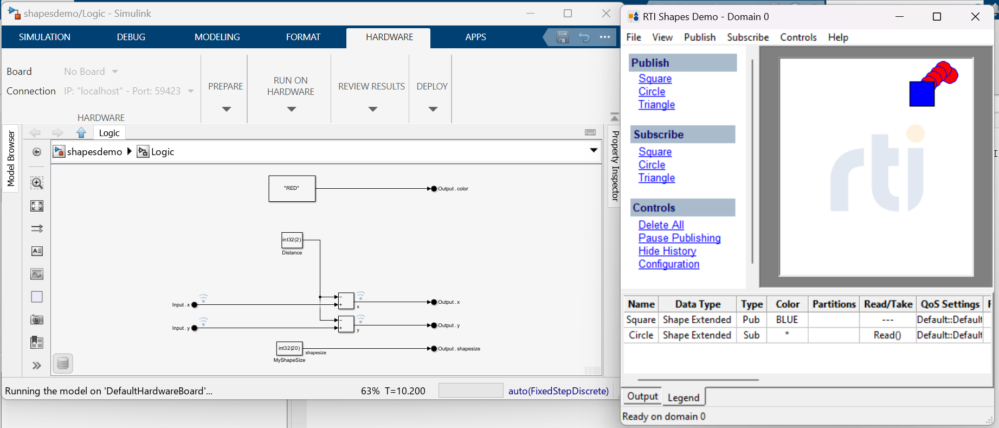 shapesdemo/Logic - Simulink
SIMULATION DEBUG MODELING FORMAT HARDWARE APPS
Board No Board
Connection IP: "localhost" - Port: 59423
HARDWARE
PREPARE
RUN ON
HARDWARE
REVIEW RESULTS
DEPLOY
Model Browser
Logic
shapesdemo Logic
Property Inspector
"RED"
Output . color
int32(2)
Distance
Input . x
x
Output . x
Input . y
y
Output . y
int32(20)
shapesize
Output . shapesize
MyShapeSize
Running the model on 'DefaultHardwareBoard'... 63% T=10.200 auto(FixedStepDiscrete)
RTI Shapes Demo - Domain 0
File View Publish Subscribe Controls Help
Publish
Square
Circle
Triangle
Subscribe
Square
Circle
Triangle
Controls
Delete All
Pause Publishing
Hide History
Configuration
rti
Name Data Type Type Color Partitions Read/Take QoS Settings
Square Shape Extended Pub BLUE --- Default::Default
Circle Shape Extended Sub * Read() Default::Default
Output Legend
Ready on domain 0